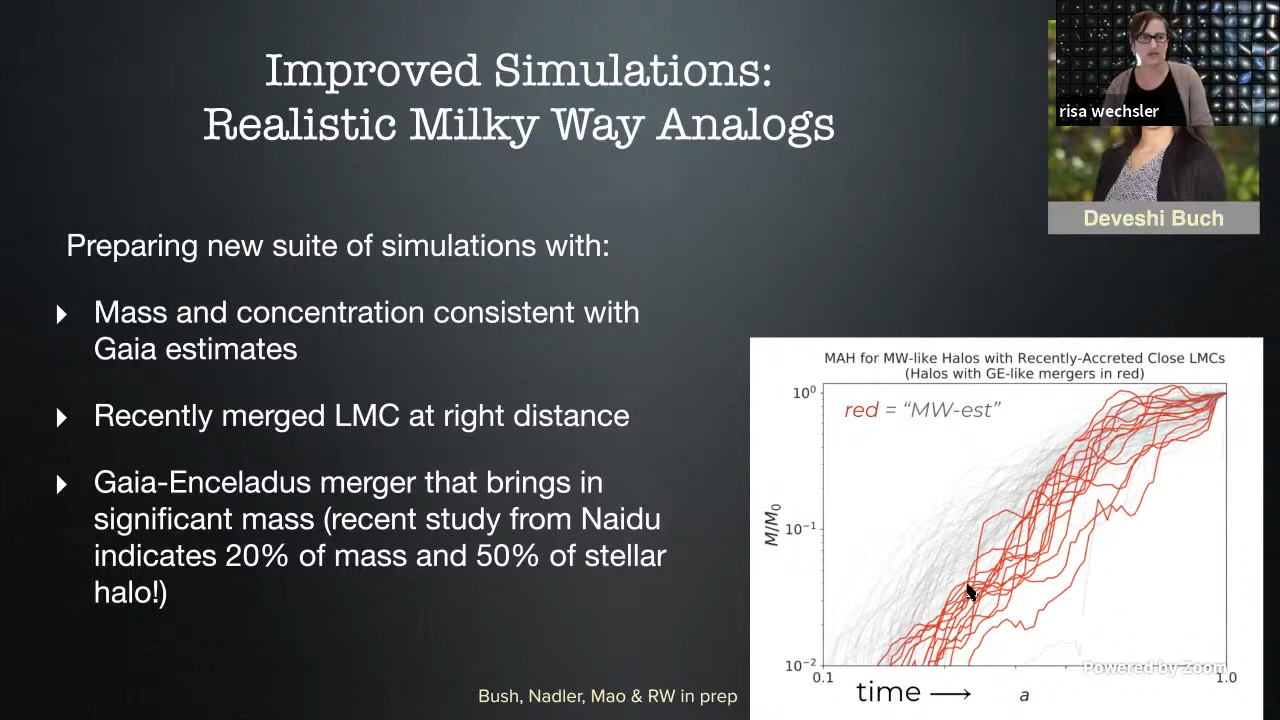 Improved Simulations:
Realistic Milky Way Analogs
risa wechsler
Deveshi Buch
Preparing new suite of simulations with:
Mass and concentration consistent with
Gaia estimates
Recently merged LMC at right distance
Gaia-Enceladus merger that brings in
significant mass (recent study from Naidu
indicates 20% of mass and 50% of stellar
halo!)
Bush, Nadler, Mao & RW in prep
MAH for MW-like Halos with Recently-Accreted Close LMCs
(Halos with GE-like mergers in red)
red = “MW-est”
10⁰
10⁻¹
10⁻²
M/M₀
0.1
1.0
time
a
Powered by Zoom